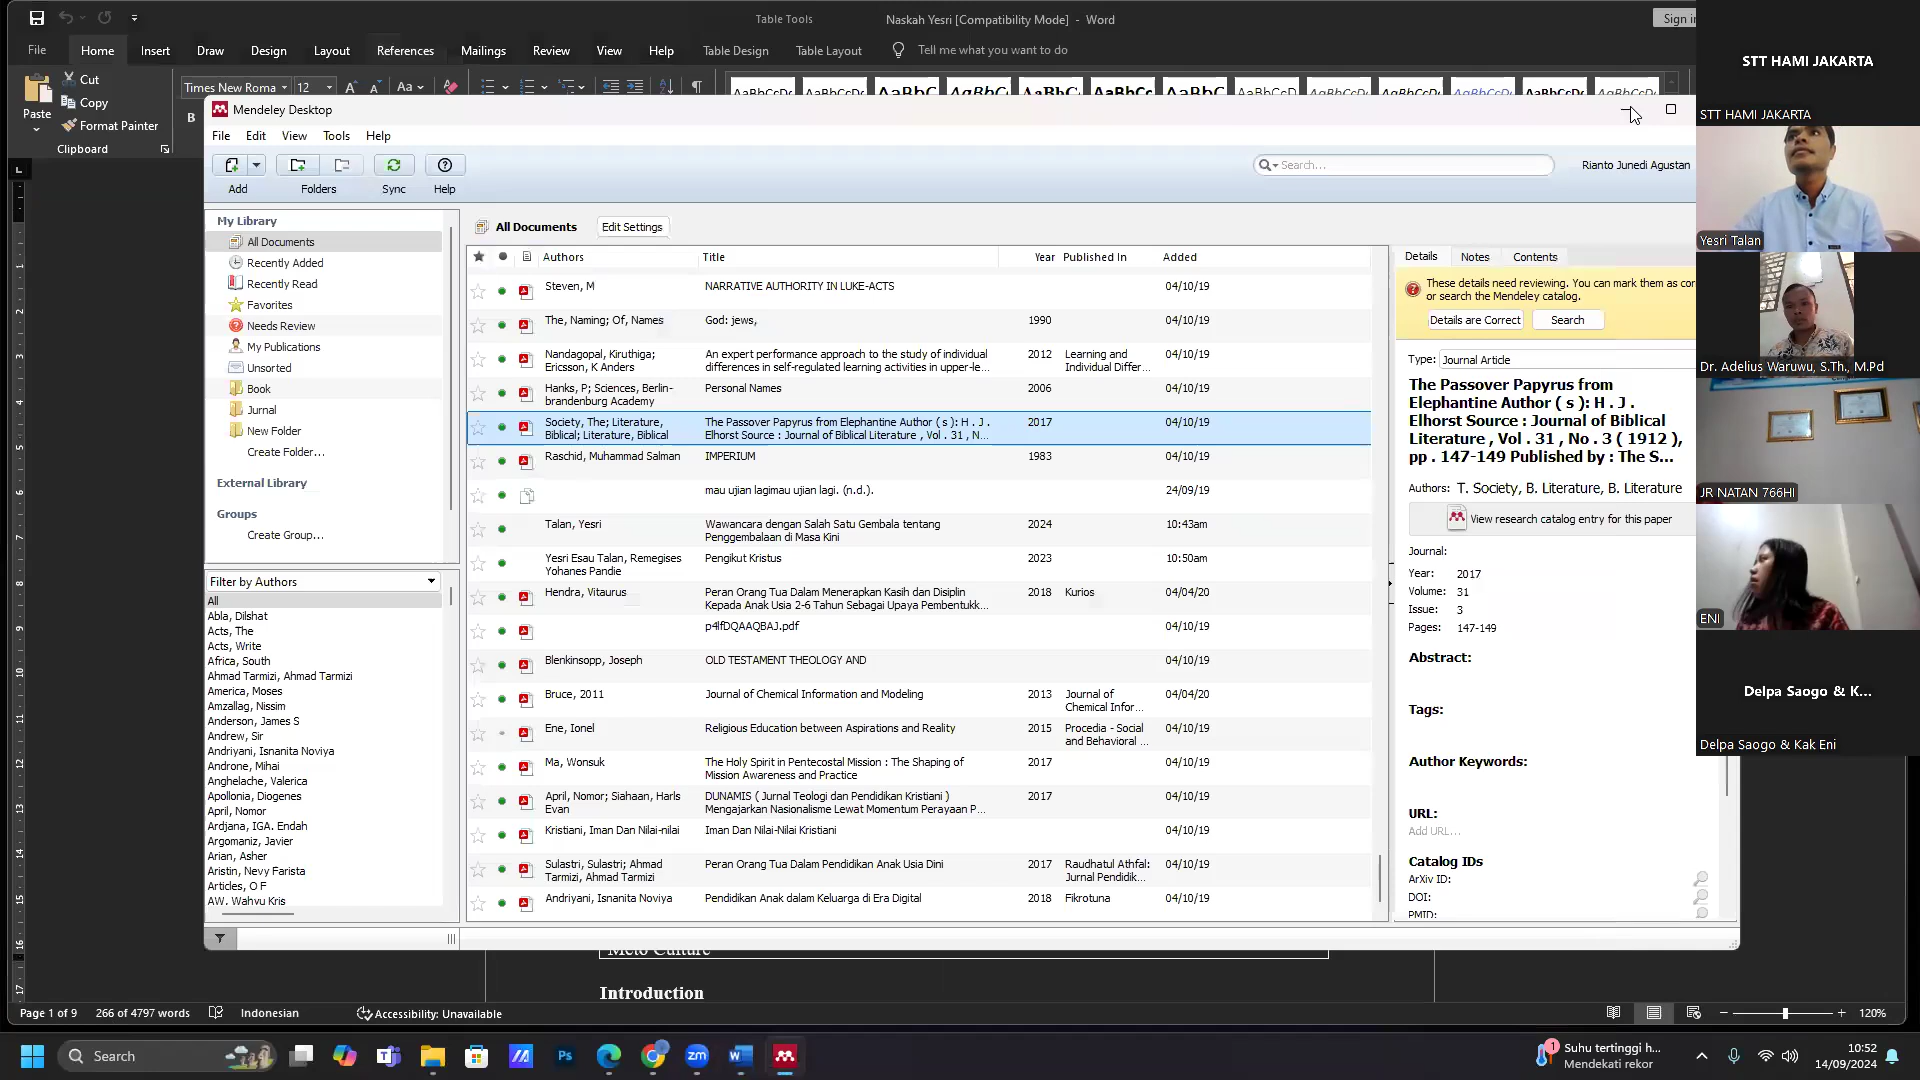 Table Tools
Naskah Yesri [Compatibility Mode] - Word
Sign in
File
Home
Insert
Draw
Design
Layout
References
Mailings
Review
View
Help
Table Design
Table Layout
Tell me what you want to do
Paste
Cut
Copy
Format Painter
Clipboard
Times New Roma
12
Aa
B
Mendeley Desktop
File
Edit
View
Tools
Help
Add
Folders
Sync
Help
Search...
Rianto Junedi Agustan
My Library
All Documents
Recently Added
Recently Read
Favorites
Needs Review
My Publications
Unsorted
Book
Jurnal
New Folder
Create Folder...
External Library
Groups
Create Group...
Filter by Authors
All
Abla, Dilshat
Acts, The
Acts, Write
Africa, South
Ahmad Tarmizi, Ahmad Tarmizi
America, Moses
Amzallag, Nissim
Anderson, James S
Andrew, Sir
Andriyani, Isnanita Noviya
Androne, Mihai
Anghelache, Valerica
Apollonia, Diogenes
April, Nomor
Ardjana, IGA. Endah
Argomaniz, Javier
Arian, Asher
Aristin, Nevy Farista
Articles, O F
AW, Wahyu Kris
All Documents
Edit Settings
Authors Title Year Published In Added
Steven, M NARRATIVE AUTHORITY IN LUKE-ACTS 04/10/19
The, Naming; Of, Names God: jews, 1990 04/10/19
Nandagopal, Kiruthiga; An expert performance approach to the study of individual 2012 Learning and 04/10/19
Ericsson, K Anders differences in self-regulated learning activities in upper-le... Individual Differ...
Hanks, P; Sciences, Berlin- Personal Names 2006 04/10/19
brandenburg Academy
Society, The; Literature, The Passover Papyrus from Elephantine Author ( s ): H . J . 2017 04/10/19
Biblical; Literature, Biblical Elhorst Source : Journal of Biblical Literature , Vol . 31 , N...
Raschid, Muhammad Salman IMPERIUM 1983 04/10/19
mau ujian lagimau ujian lagi. (n.d.). 24/09/19
Talan, Yesri Wawancara dengan Salah Satu Gembala tentang 2024 10:43am
Penggembalaan di Masa Kini
Yesri Esau Talan, Remegises Pengikut Kristus 2023 10:50am
Yohanes Pandie
Hendra, Vitaurus Peran Orang Tua Dalam Menerapkan Kasih dan Disiplin 2018 Kurios 04/04/20
Kepada Anak Usia 2-6 Tahun Sebagai Upaya Pembentukk...
p4lfDQAAQBAJ.pdf 04/10/19
Blenkinsopp, Joseph OLD TESTAMENT THEOLOGY AND 04/10/19
Bruce, 2011 Journal of Chemical Information and Modeling 2013 Journal of 04/04/20
Chemical Infor...
Ene, Ionel Religious Education between Aspirations and Reality 2015 Procedia - Social 04/10/19
and Behavioral ...
Ma, Wonsuk The Holy Spirit in Pentecostal Mission : The Shaping of 2017 04/10/19
Mission Awareness and Practice
April, Nomor; Siahaan, Harls DUNAMIS ( Jurnal Teologi dan Pendidikan Kristiani ) 2017 04/10/19
Evan Mengajarkan Nasionalisme Lewat Momentum Perayaan P...
Kristiani, Iman Dan Nilai-nilai Iman Dan Nilai-Nilai Kristiani 04/10/19
Sulastri, Sulastri; Ahmad Peran Orang Tua Dalam Pendidikan Anak Usia Dini 2017 Raudhatul Athfal: 04/10/19
Tarmizi, Ahmad Tarmizi Jurnal Pendidik...
Andriyani, Isnanita Noviya Pendidikan Anak dalam Keluarga di Era Digital 2018 Fikrotuna 04/10/19
Details
Notes
Contents
These details need reviewing. You can mark them as cor
or search the Mendeley catalog.
Details are Correct
Search
Type: Journal Article
The Passover Papyrus from
Elephantine Author ( s ): H . J .
Elhorst Source : Journal of Biblical
Literature , Vol . 31 , No . 3 ( 1912 ),
pp . 147-149 Published by : The S...
Authors: T. Society, B. Literature, B. Literature
View research catalog entry for this paper
Journal:
Year: 2017
Volume: 31
Issue: 3
Pages: 147-149
Abstract:
Tags:
Author Keywords:
URL:
Add URL...
Catalog IDs
ArXiv ID:
DOI:
PMID:
STT HAMI JAKARTA
STT HAMI JAKARTA
Yesri Talan
Dr. Adelius Waruwu, S.Th., M.Pd
JR NATAN 766HI
ENI
Delpa Saogo & K...
Delpa Saogo & Kak Eni
Meto Culture
Introduction
Page 1 of 9
266 of 4797 words
Indonesian
Accessibility: Unavailable
120%
Search
Suhu tertinggi h...
Mendekati rekor
10:52
14/09/2024